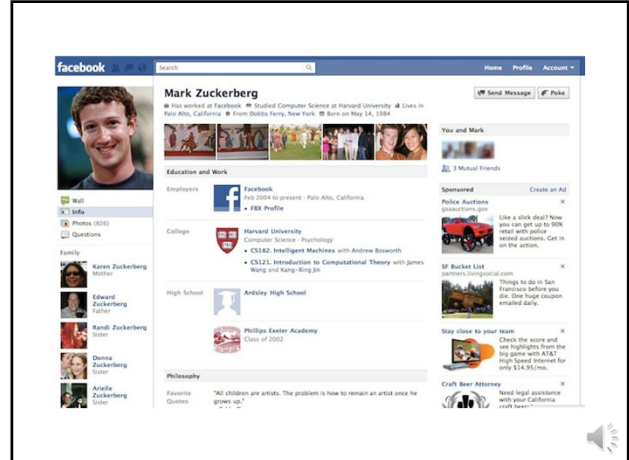 facebook
Search
Home Profile Account
Mark Zuckerberg
Send Message Poke
Has worked at Facebook Studied Computer Science at Harvard University Lives in
Palo Alto, California From Dobbs Ferry, New York Born on May 14, 1984
Wall
Info
Photos (826)
Questions
Family
Karen Zuckerberg
Mother
Edward
Zuckerberg
Father
Randi Zuckerberg
Sister
Donna
Zuckerberg
Sister
Arielle
Zuckerberg
Sister
Education and Work
Employers
Facebook
Feb 2004 to present · Palo Alto, California
• FBX Profile
College
Harvard University
Computer Science · Psychology
• CS182. Intelligent Machines with Andrew Bosworth
• CS121. Introduction to Computational Theory with James
Wang and Kang-Xing Jin
High School
Ardsley High School
Phillips Exeter Academy
Class of 2002
Philosophy
Favorite
Quotes
"All children are artists. The problem is how to remain an artist once he
grows up."
You and Mark
3 Mutual Friends
Sponsored Create an Ad
Police Auctions
gsaauctions.gov
Like a slick deal? Now
you can get up to 90%
retail with police
seized auctions. Get in
on the action.
SF Bucket List
partners.livingsocial.com
Things to do in San
Francisco before you
die. One huge coupon
emailed daily.
Stay close to your team
Check the score and
see highlights from the
big game with AT&T
High Speed Internet for
only $14.95/mo.
Craft Beer Attorney
Need legal assistance
with your California
craft beer